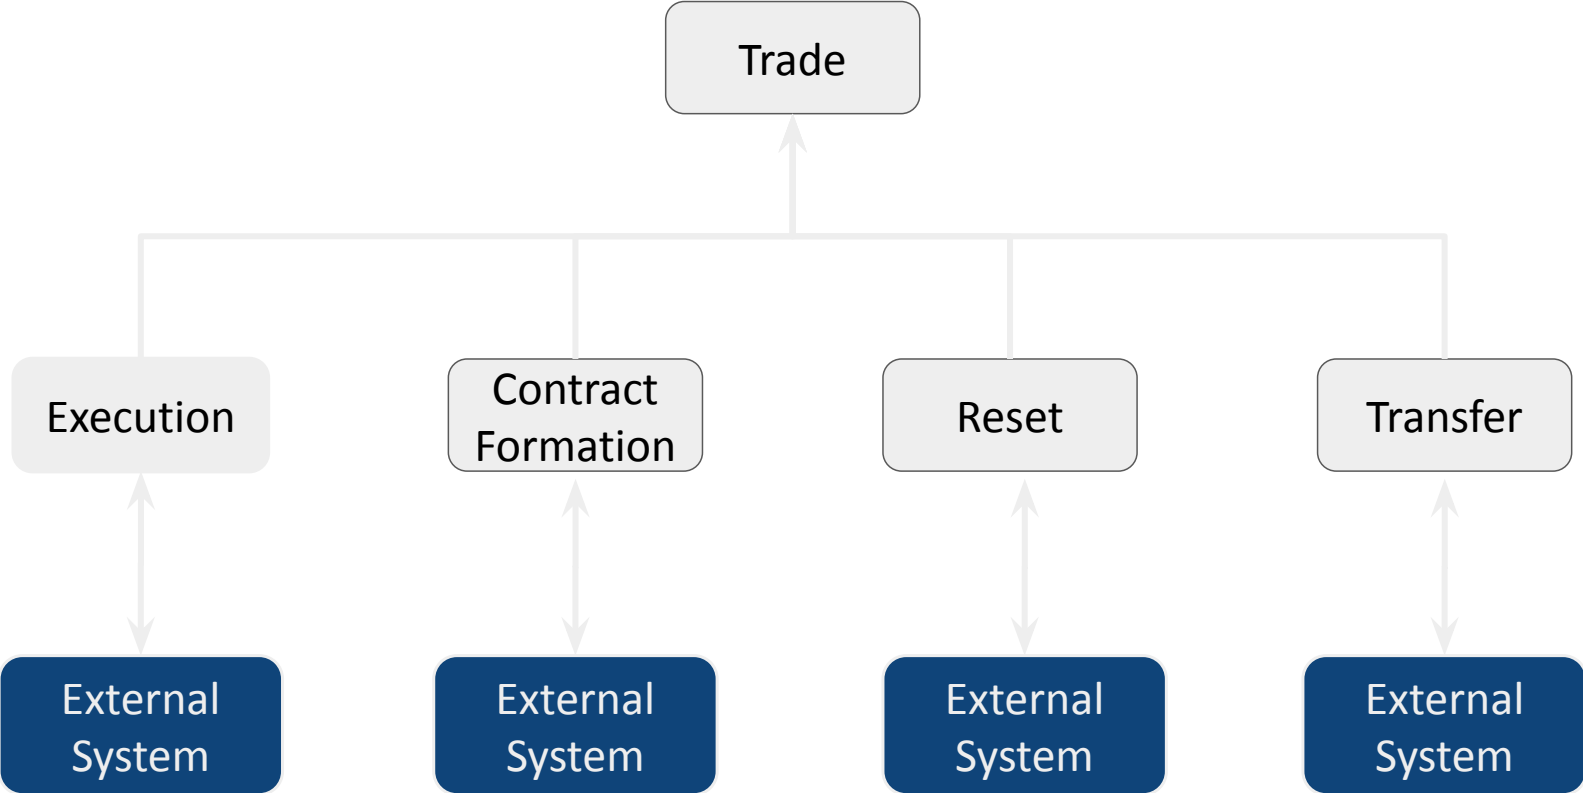 Trade
Execution
Contract
Formation
Reset
Transfer
External
System
External
System
External
System
External
System